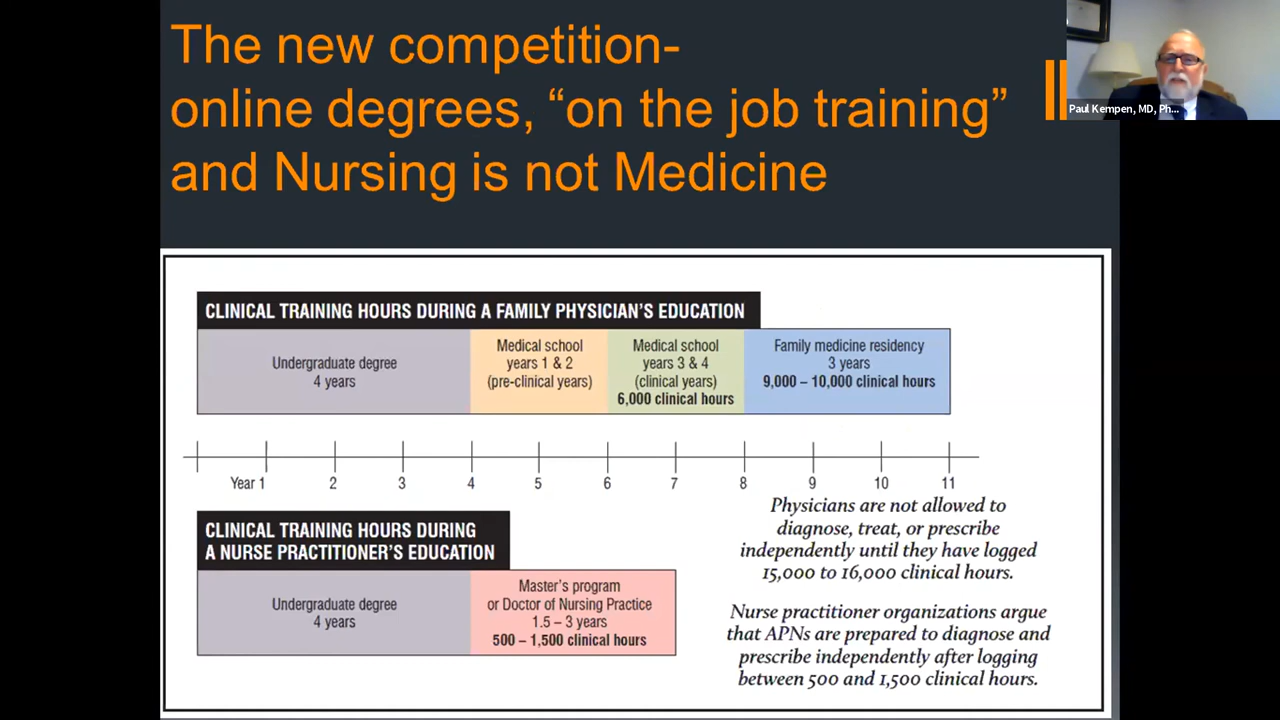 The new competition-
online degrees, “on the job training”
and Nursing is not Medicine
Paul Kempen, MD, Ph...
CLINICAL TRAINING HOURS DURING A FAMILY PHYSICIAN'S EDUCATION
Undergraduate degree
4 years
Medical school
years 1 & 2
(pre-clinical years)
Medical school
years 3 & 4
(clinical years)
6,000 clinical hours
Family medicine residency
3 years
9,000 – 10,000 clinical hours
Year 1 2 3 4 5 6 7 8 9 10 11
CLINICAL TRAINING HOURS DURING
A NURSE PRACTITIONER'S EDUCATION
Undergraduate degree
4 years
Master's program
or Doctor of Nursing Practice
1.5 – 3 years
500 – 1,500 clinical hours
Physicians are not allowed to
diagnose, treat, or prescribe
independently until they have logged
15,000 to 16,000 clinical hours.
Nurse practitioner organizations argue
that APNs are prepared to diagnose and
prescribe independently after logging
between 500 and 1,500 clinical hours.